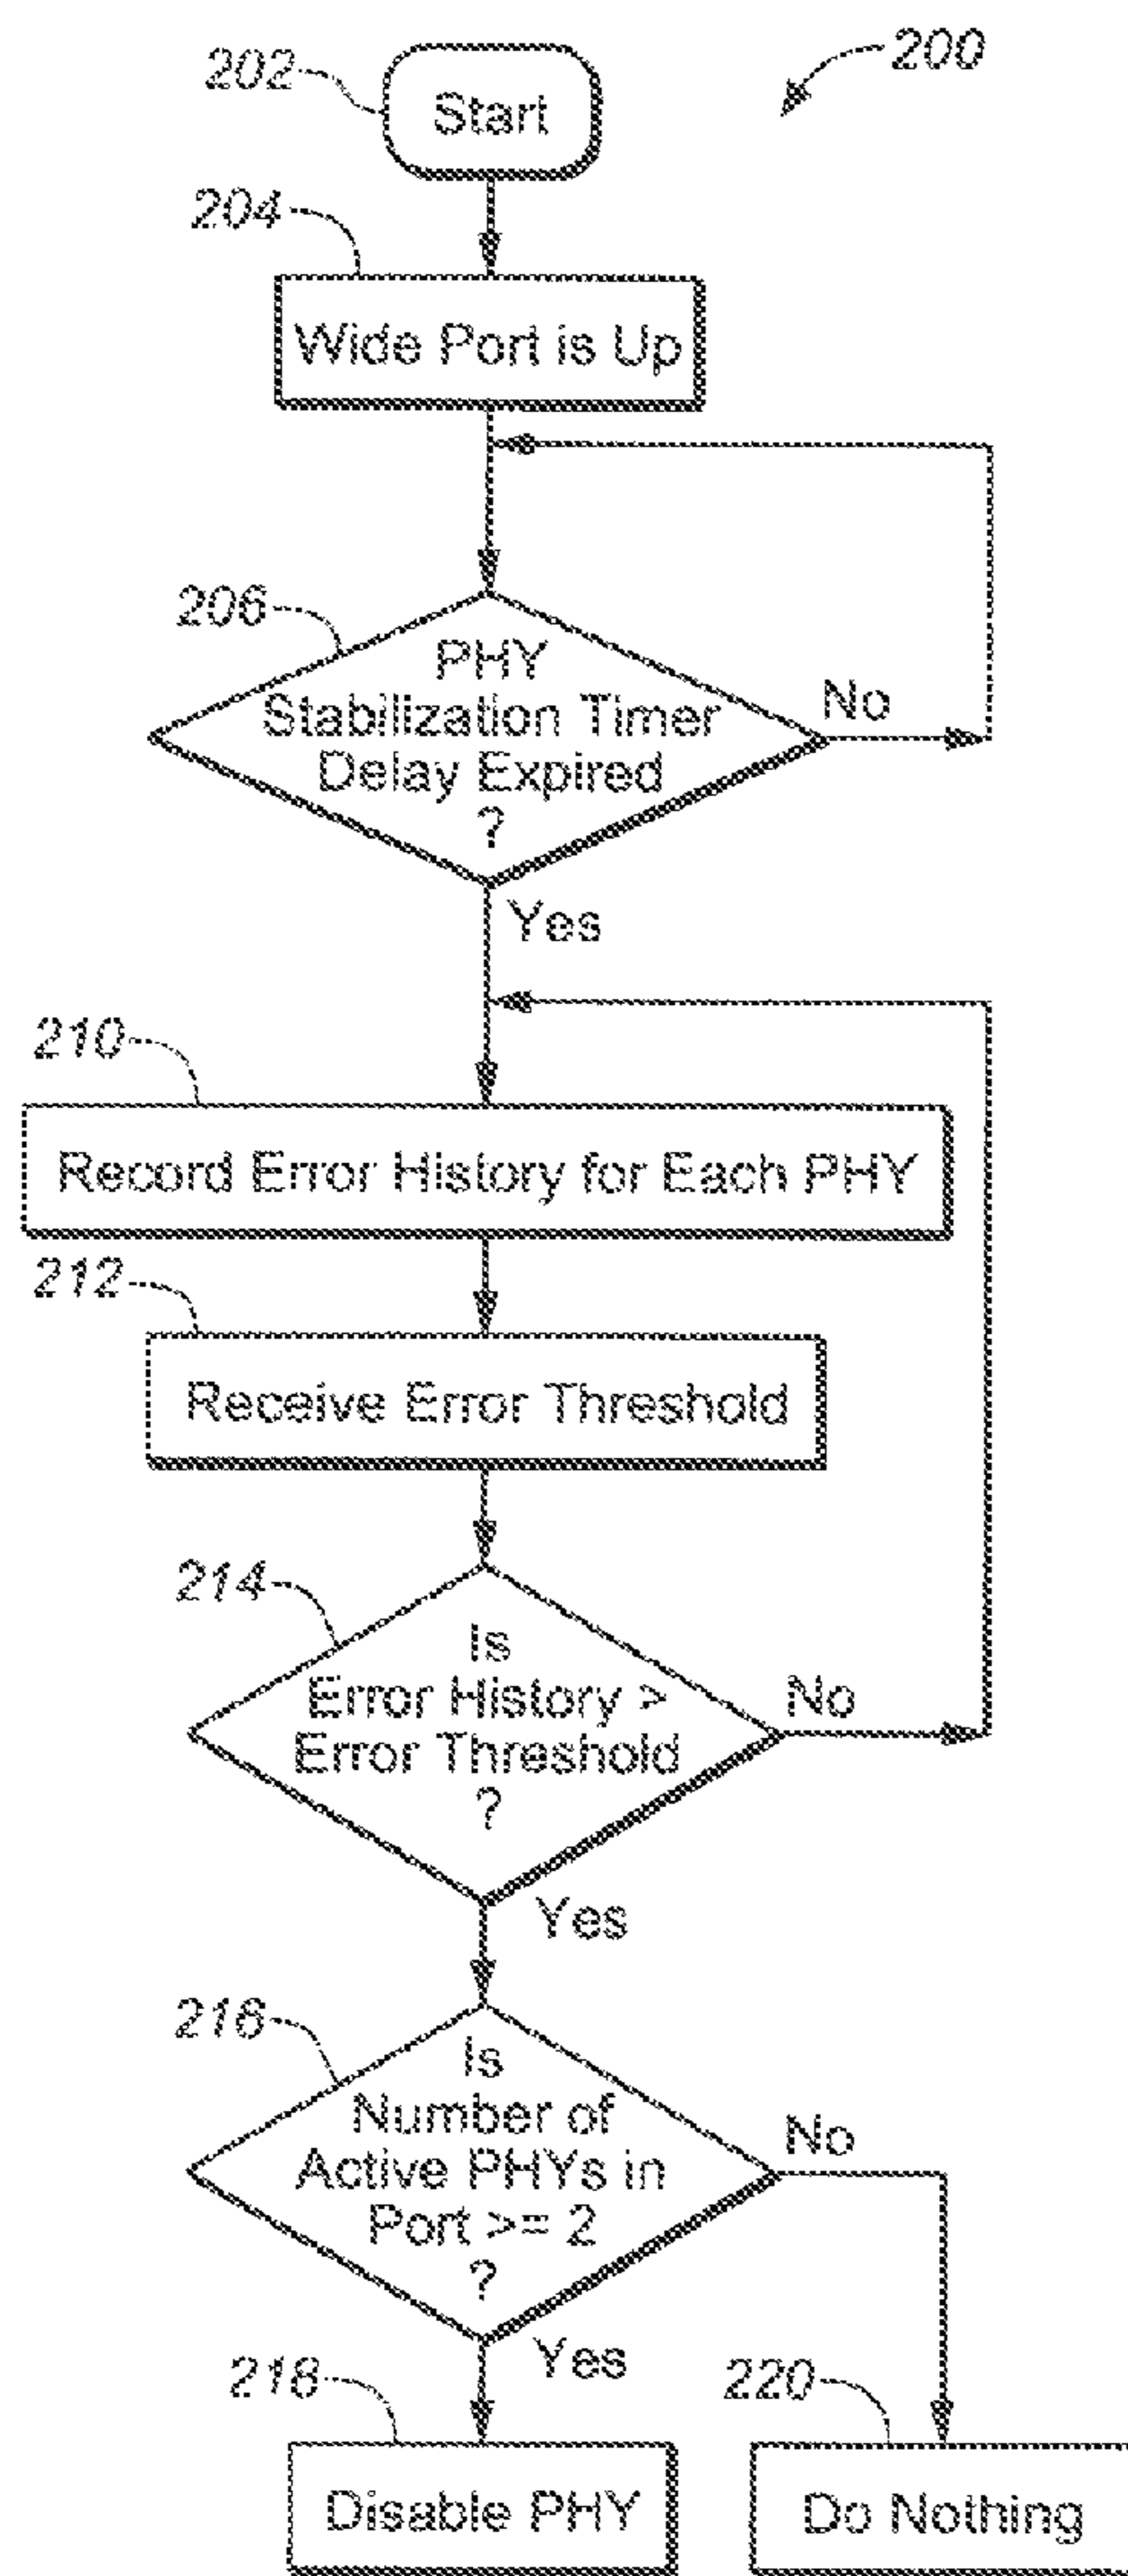 200
202
Start
204
Wide Port is Up
206
PHY
Stabilization Timer
Delay Expired
?
No
Yes
210
Record Error History for Each PHY
212
Receive Error Threshold
214
Is
Error History >
Error Threshold
?
No
Yes
216
Is
Number of
Active PHYs in
Port >= 2
?
No
Yes
218
Disable PHY
220
Do Nothing